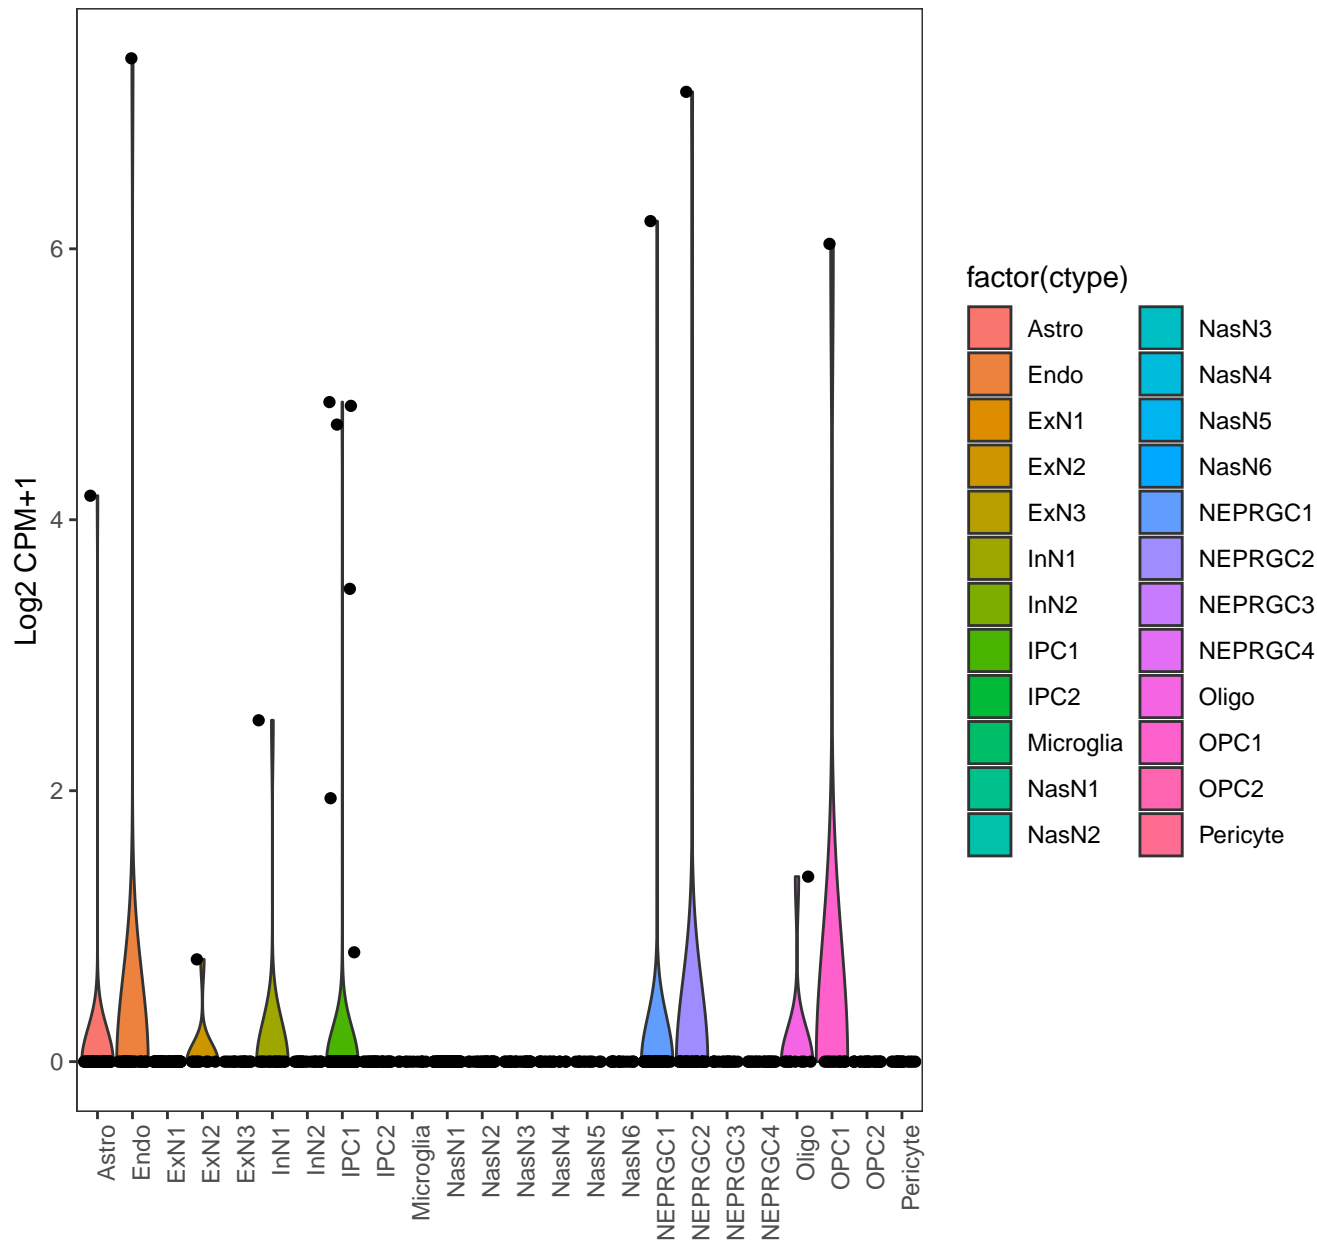 Log2 CPM+1
6
4
2
0
Astro
Endo
ExN1
ExN2
ExN3
InN1
InN2
IPC1
IPC2
Microglia
NasN1
NasN2
NasN3
NasN4
NasN5
NasN6
NEPRGC1
NEPRGC2
NEPRGC3
NEPRGC4
Oligo
OPC1
OPC2
Pericyte
factor(ctype)
Astro
Endo
ExN1
ExN2
ExN3
InN1
InN2
IPC1
IPC2
Microglia
NasN1
NasN2
NasN3
NasN4
NasN5
NasN6
NEPRGC1
NEPRGC2
NEPRGC3
NEPRGC4
Oligo
OPC1
OPC2
Pericyte